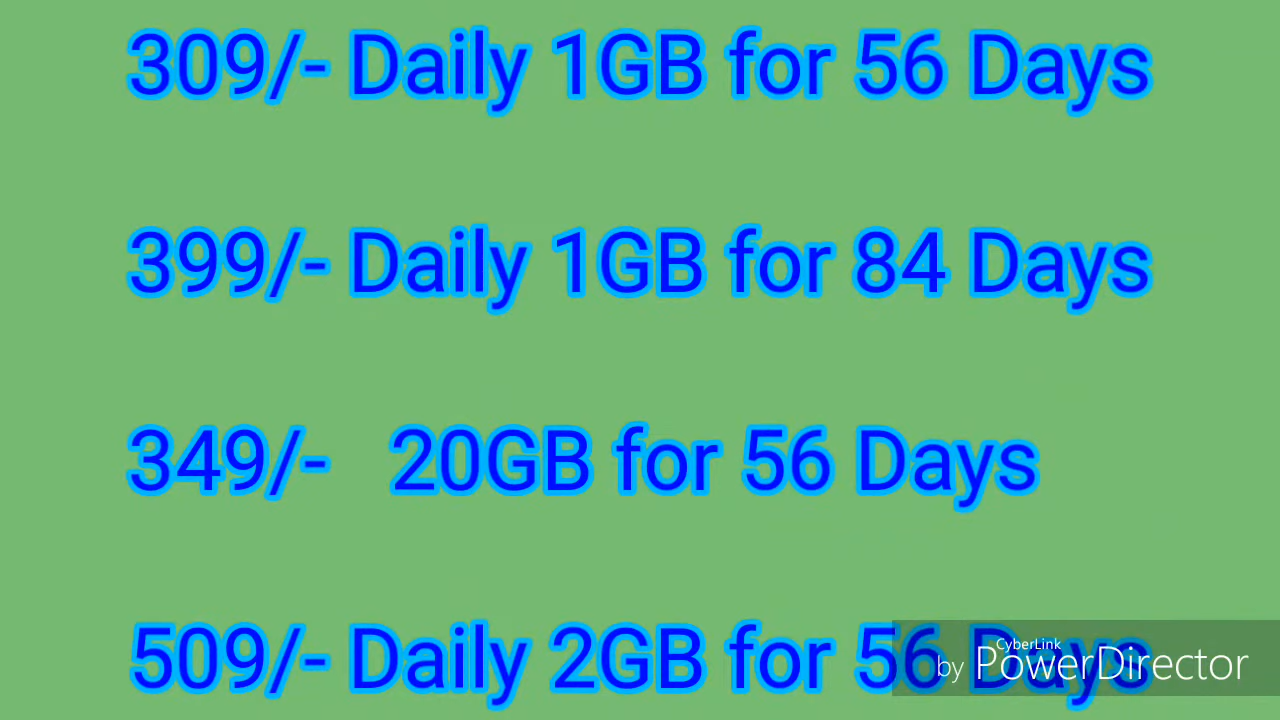 309/- Daily 1GB for 56 Days
399/- Daily 1GB for 84 Days
349/- 20GB for 56 Days
509/- Daily 2GB for 56 Days
CyberLink
by PowerDirector